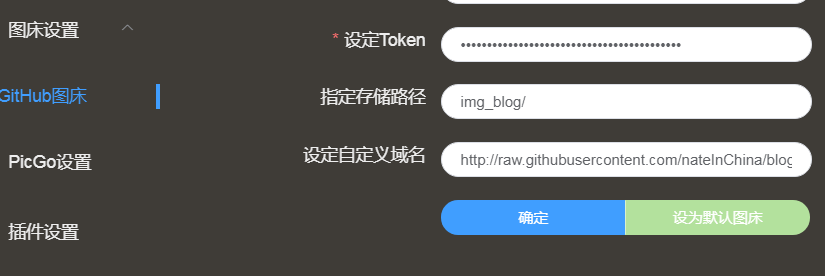 图床设置
GitHub图床
PicGo设置
插件设置
* 设定Token
••••••••••••••••••••••••••••••••••••••••
指定存储路径
img_blog/
设定自定义域名
http://raw.githubusercontent.com/nateInChina/blog
确定
设为默认图床